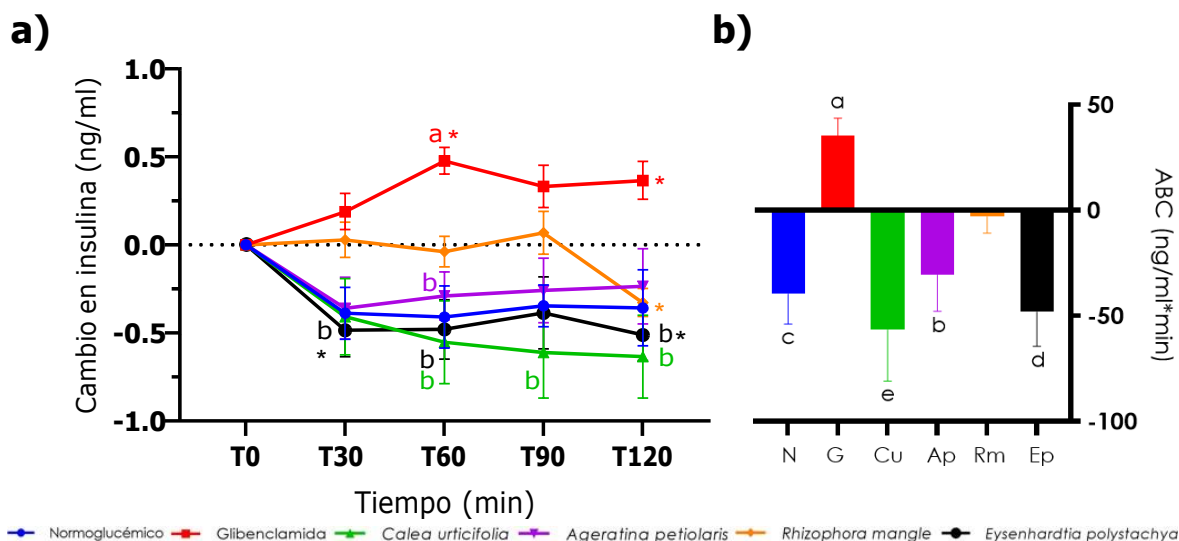 a)
Cambio en insulina (ng/ml)
1.0
0.5
0.0
-0.5
-1.0
a *
*
b
*
b
*
b
b
b
b *
b
T0 T30 T60 T90 T120
Tiempo (min)
b)
a
c
e
b
d
50
0
-50
-100
ABC (ng/ml*min)
N G Cu Ap Rm Ep
Normoglucémico Glibenclamida Calea urticifolia Ageratina petiolaris Rhizophora mangle Eysenhardtia polystachya